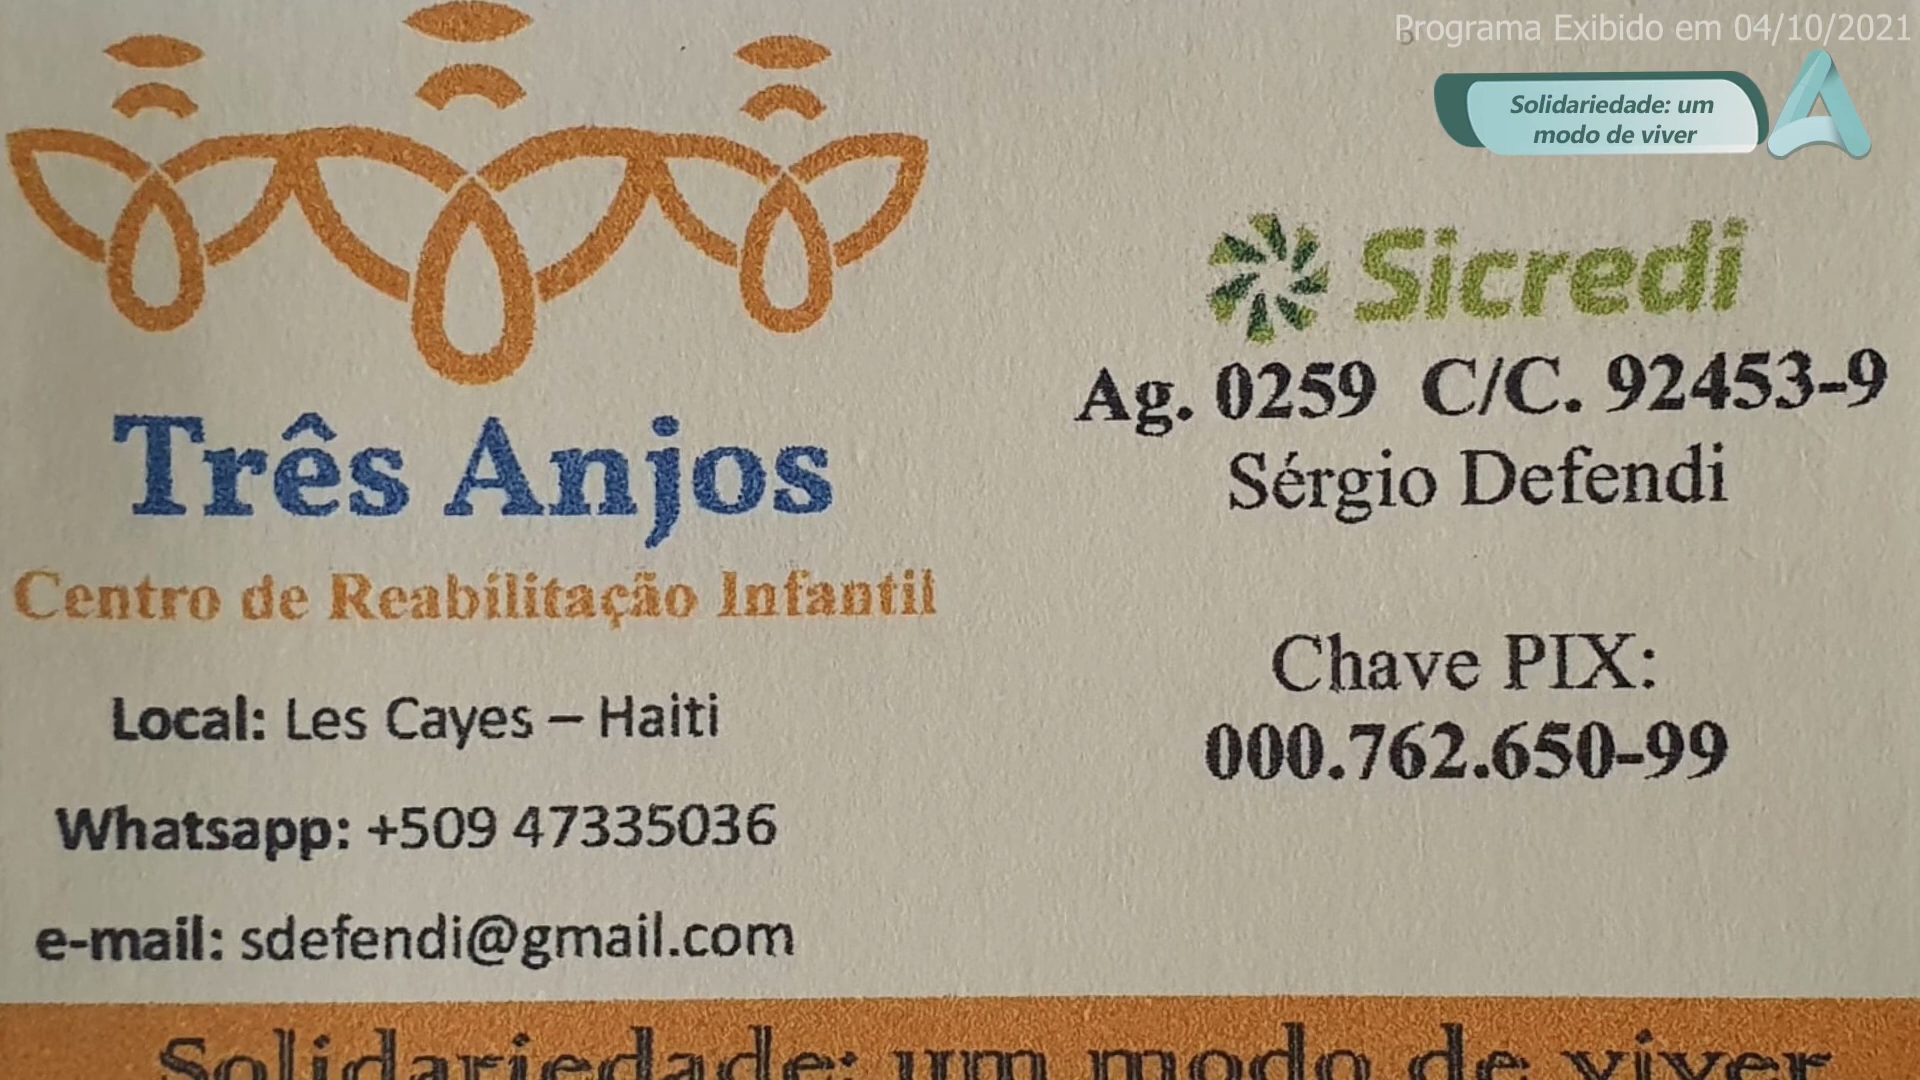 Programa Exibido em 04/10/2021
Solidariedade: um
modo de viver
Três Anjos
Centro de Reabilitação Infantil
Local: Les Cayes – Haiti
Whatsapp: +509 47335036
e-mail: sdefendi@gmail.com
Sicredi
Ag. 0259 C/C. 92453-9
Sérgio Defendi
Chave PIX:
000.762.650-99
Solidariedade: um modo de viver